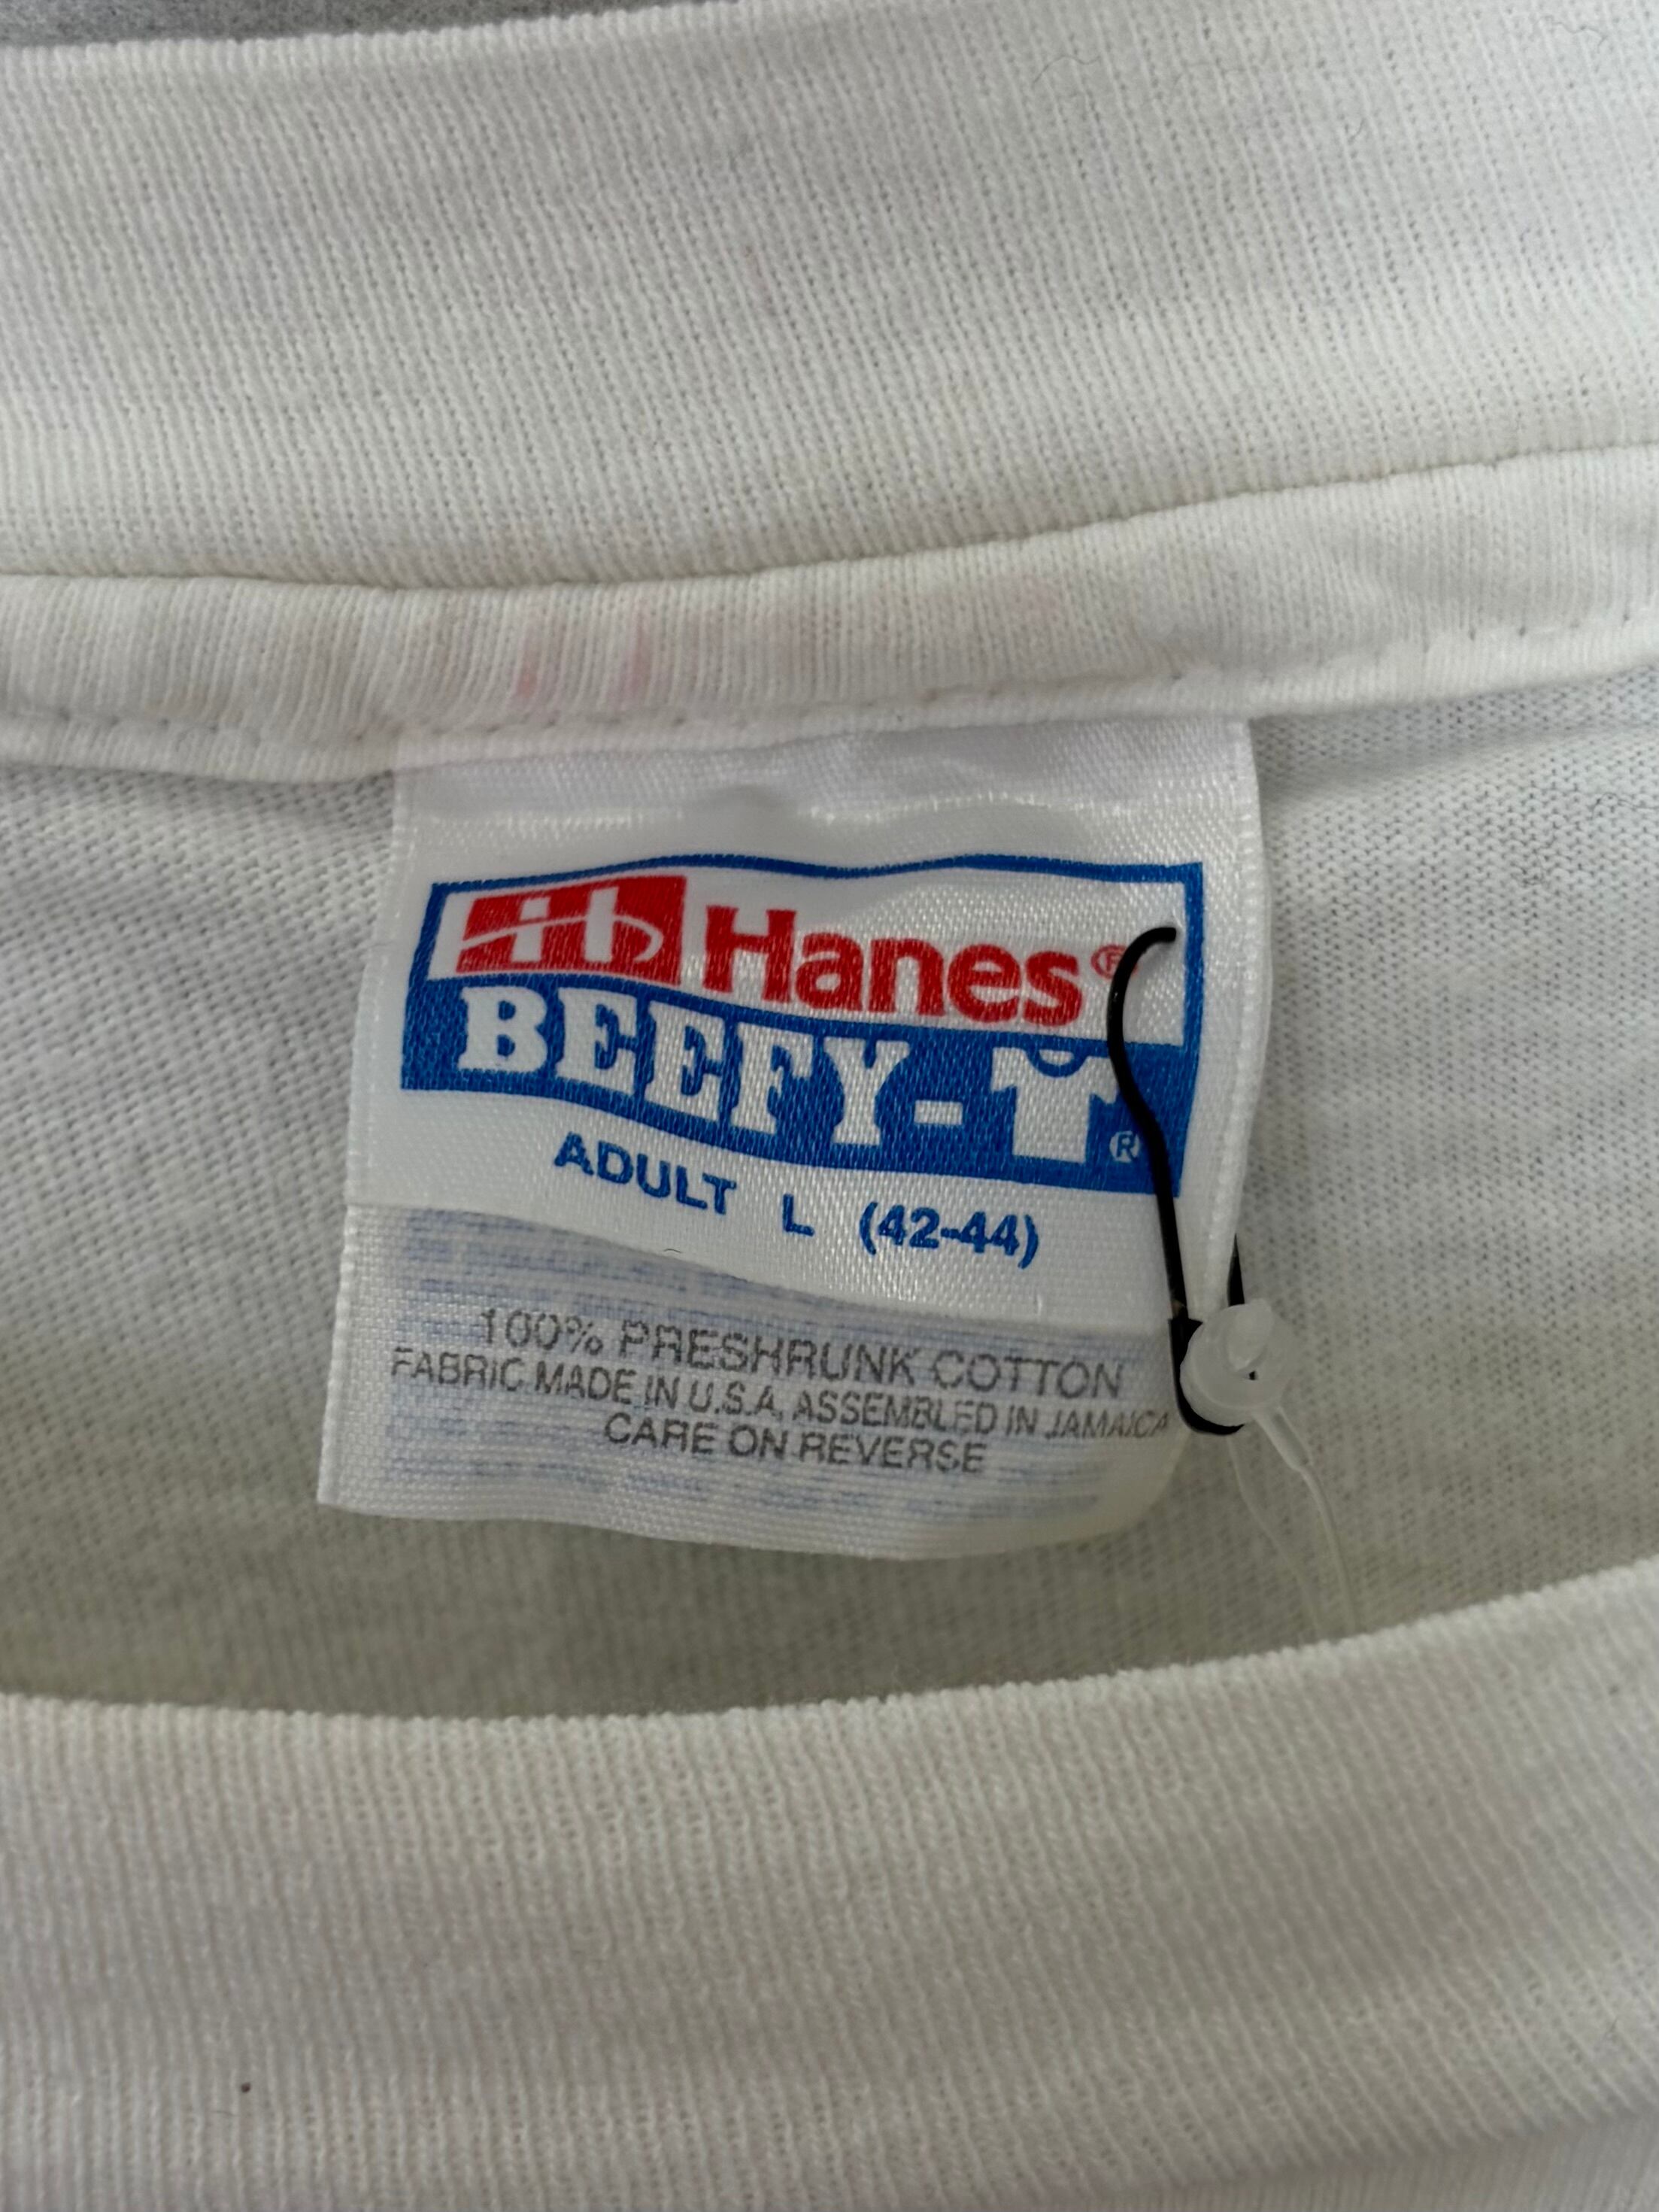 Hanes®
BEEFY-T®
ADULT L (42-44)
100% PRESHRUNK COTTON
FABRIC MADE IN U.S.A. ASSEMBLED IN JAMAICA
CARE ON REVERSE